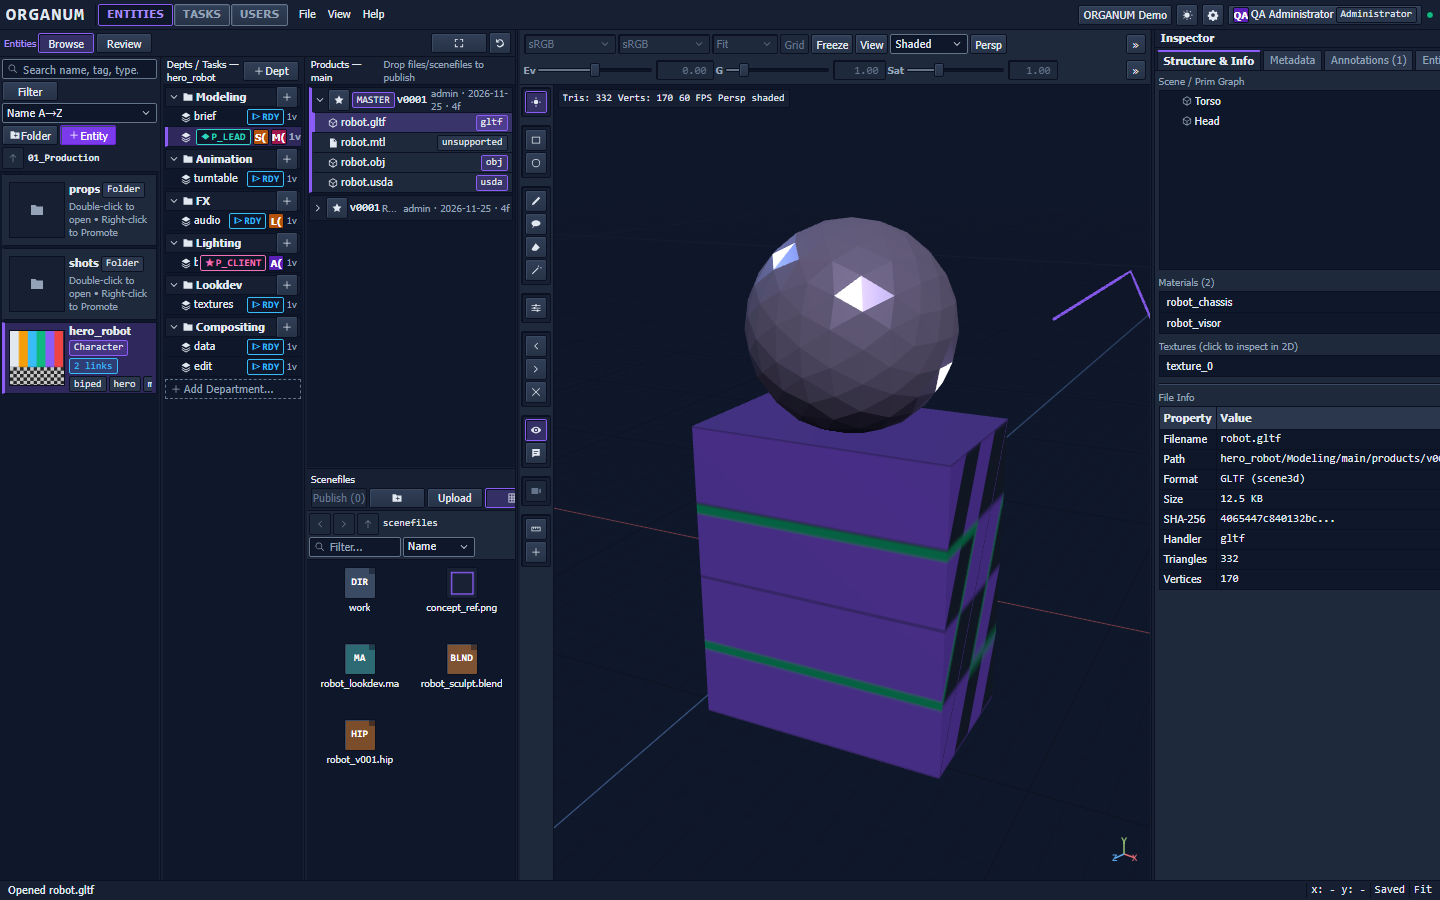 ORGANUM ENTITIES TASKS USERS File View Help ORGANUM Demo QA QA Administrator Administrator
Entities Browse Review
Search name, tag, type.
Filter
Name A→Z
Folder + Entity
01_Production
props Folder
Double-click to
open • Right-click
to Promote
shots Folder
Double-click to
open • Right-click
to Promote
hero_robot
Character
2 links
biped hero
Depts / Tasks —
hero_robot
+ Dept
Modeling
brief RDY 1v
P_LEAD S( M( 1v
Animation
turntable RDY 1v
FX
audio RDY L( 1v
Lighting
P_CLIENT A( 1v
Lookdev
textures RDY 1v
Compositing
data RDY 1v
edit RDY 1v
+ Add Department...
Products —
main
Drop files/scenefiles to
publish
MASTER v0001 admin · 2026-11-
25 · 4f
robot.gltf gltf
robot.mtl unsupported
robot.obj obj
robot.usda usda
v0001 R... admin · 2026-11-25 · 4f
Scenefiles
Publish (0) Upload
scenefiles
Filter... Name
DIR
work
concept_ref.png
MA
robot_lookdev.ma
BLND
robot_sculpt.blend
HIP
robot_v001.hip
sRGB sRGB Fit Grid Freeze View Shaded Persp »
Ev 0.00 G 1.00 Sat 1.00 »
Tris: 332 Verts: 170 60 FPS Persp shaded
Y
Z X
Inspector
Structure & Info Metadata Annotations (1) Enti
Scene / Prim Graph
Torso
Head
Materials (2)
robot_chassis
robot_visor
Textures (click to inspect in 2D)
texture_0
File Info
Property Value
Filename robot.gltf
Path hero_robot/Modeling/main/products/v00
Format GLTF (scene3d)
Size 12.5 KB
SHA-256 4065447c840132bc...
Handler gltf
Triangles 332
Vertices 170
Opened robot.gltf
x: - y: - Saved Fit